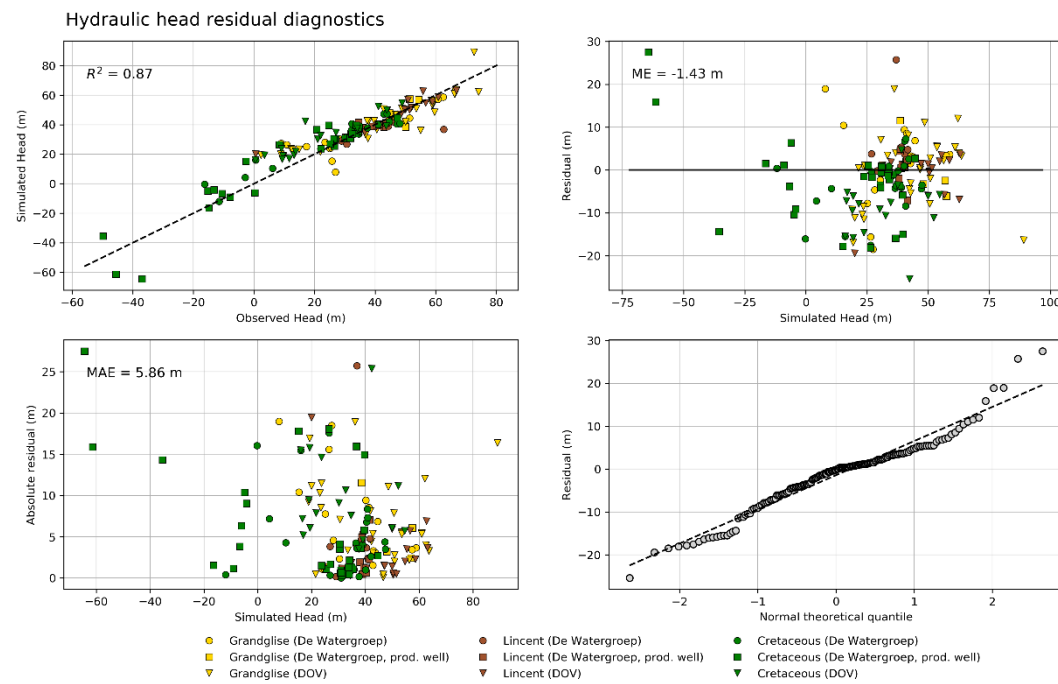 Hydraulic head residual diagnostics
R² = 0.87
80
60
40
20
0
−20
−40
−60
Simulated Head (m)
−60 −40 −20 0 20 40 60 80
Observed Head (m)
ME = -1.43 m
30
20
10
0
−10
−20
Residual (m)
−75 −50 −25 0 25 50 75 100
Simulated Head (m)
MAE = 5.86 m
25
20
15
10
5
0
Absolute residual (m)
−60 −40 −20 0 20 40 60 80
Simulated Head (m)
30
20
10
0
−10
−20
Residual (m)
−2 −1 0 1 2
Normal theoretical quantile
Grandglise (De Watergroep)
Grandglise (De Watergroep, prod. well)
Grandglise (DOV)
Lincent (De Watergroep)
Lincent (De Watergroep, prod. well)
Lincent (DOV)
Cretaceous (De Watergroep)
Cretaceous (De Watergroep, prod. well)
Cretaceous (DOV)